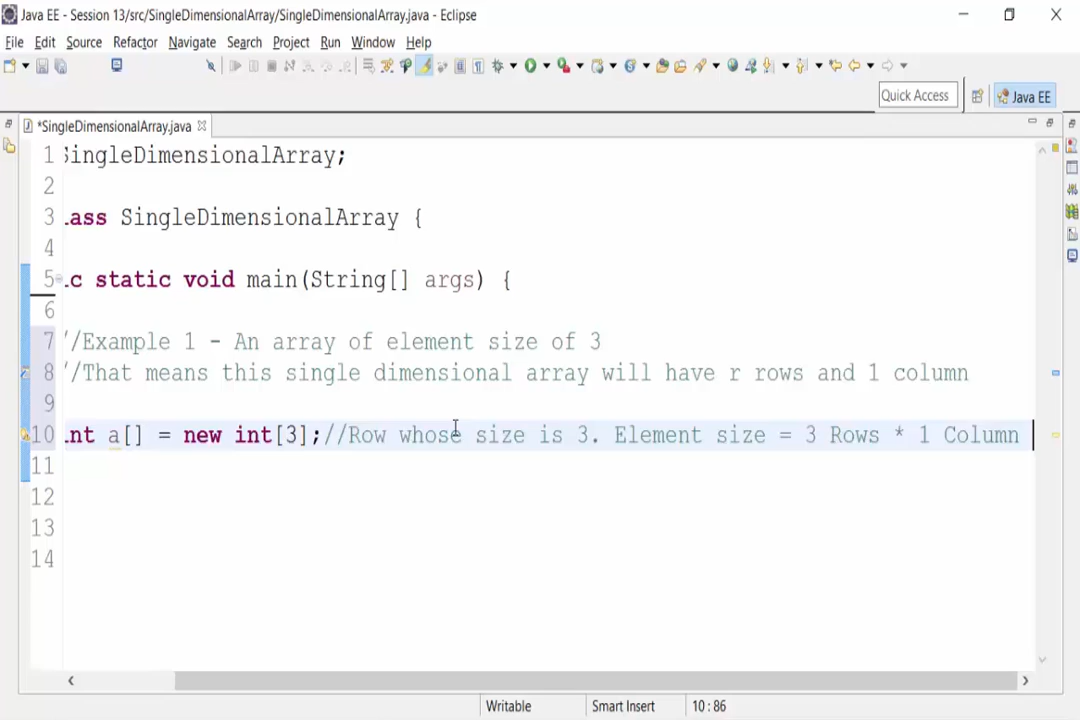 Java EE - Session 13/src/SingleDimensionalArray/SingleDimensionalArray.java - Eclipse
File Edit Source Refactor Navigate Search Project Run Window Help
Quick Access
Java EE
*SingleDimensionalArray.java
1 SingleDimensionalArray;
2
3 lass SingleDimensionalArray {
4
5 ic static void main(String[] args) {
6
7 //Example 1 - An array of element size of 3
8 //That means this single dimensional array will have r rows and 1 column
9
10 int a[] = new int[3];//Row whose size is 3. Element size = 3 Rows * 1 Column
11
12
13
14
Writable Smart Insert 10 : 86